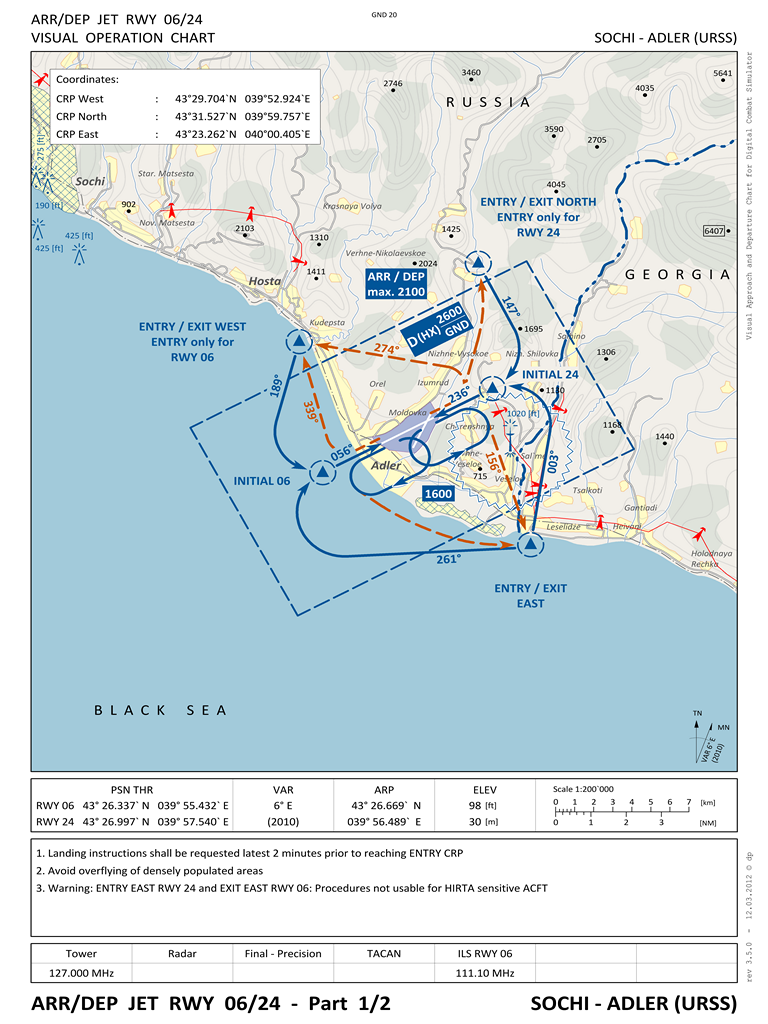 GND 20
ARR/DEP JET RWY 06/24
VISUAL OPERATION CHART
SOCHI - ADLER (URSS)
Coordinates:
CRP West : 43°29.704`N 039°52.924`E
CRP North : 43°31.527`N 039°59.757`E
CRP East : 43°23.262`N 040°00.405`E
2746
3460
5641
4035
RUSSIA
3590
2705
275 [ft]
Sochi
Star. Matsesta
4045
190 [ft]
902
Nov. Matsesta
Krasnaya Volya
ENTRY / EXIT NORTH
ENTRY only for
RWY 24
425 [ft]
425 [ft]
2103
1310
1425
6407
Verhne-Nikolaevskoe
2024
1411
Hosta
ARR / DEP
max. 2100
GEORGIA
147°
2600
D(HX) GND
ENTRY / EXIT WEST
ENTRY only for
RWY 06
Kudepsta
1695
274°
Nizhne-Vysokoe
Nizh. Shilovka
1306
INITIAL 24
Orel
Izumrud
189°
236°
1180
339°
Moldovka
1020 [ft]
1168
1440
056°
156°
003°
Adler
715
INITIAL 06
1600
Tsalkoti
Gantiadi
Leselidze
261°
Holodnaya
Rechka
ENTRY / EXIT
EAST
BLACK SEA
TN
MN
VAR 6° E
(2010)
PSN THR
VAR
ARP
ELEV
Scale 1:200`000
RWY 06 43° 26.337` N 039° 55.432` E
6° E
43° 26.669` N
98 [ft]
0 1 2 3 4 5 6 7 [km]
RWY 24 43° 26.997` N 039° 57.540` E
(2010)
039° 56.489` E
30 [m]
0 1 2 3 [NM]
1. Landing instructions shall be requested latest 2 minutes prior to reaching ENTRY CRP
2. Avoid overflying of densely populated areas
3. Warning: ENTRY EAST RWY 24 and EXIT EAST RWY 06: Procedures not usable for HIRTA sensitive ACFT
Tower
Radar
Final - Precision
TACAN
ILS RWY 06
127.000 MHz
111.10 MHz
ARR/DEP JET RWY 06/24 - Part 1/2
SOCHI - ADLER (URSS)
Visual Approach and Departure Chart for Digital Combat Simulator
rev 3.5.0 - 12.03.2012 © dp